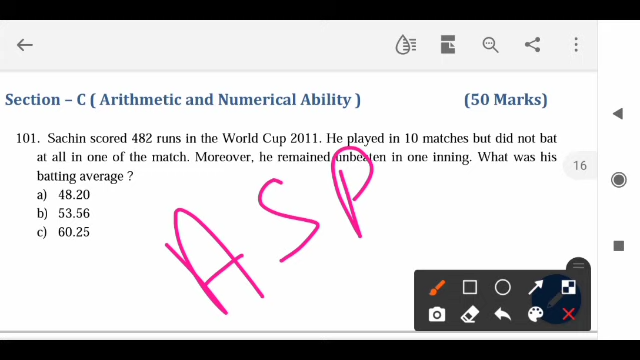 Section – C ( Arithmetic and Numerical Ability )    (50 Marks)
101. Sachin scored 482 runs in the World Cup 2011. He played in 10 matches but did not bat
at all in one of the match. Moreover, he remained unbeaten in one inning. What was his
batting average ?
16
a) 48.20
b) 53.56
c) 60.25
ASP